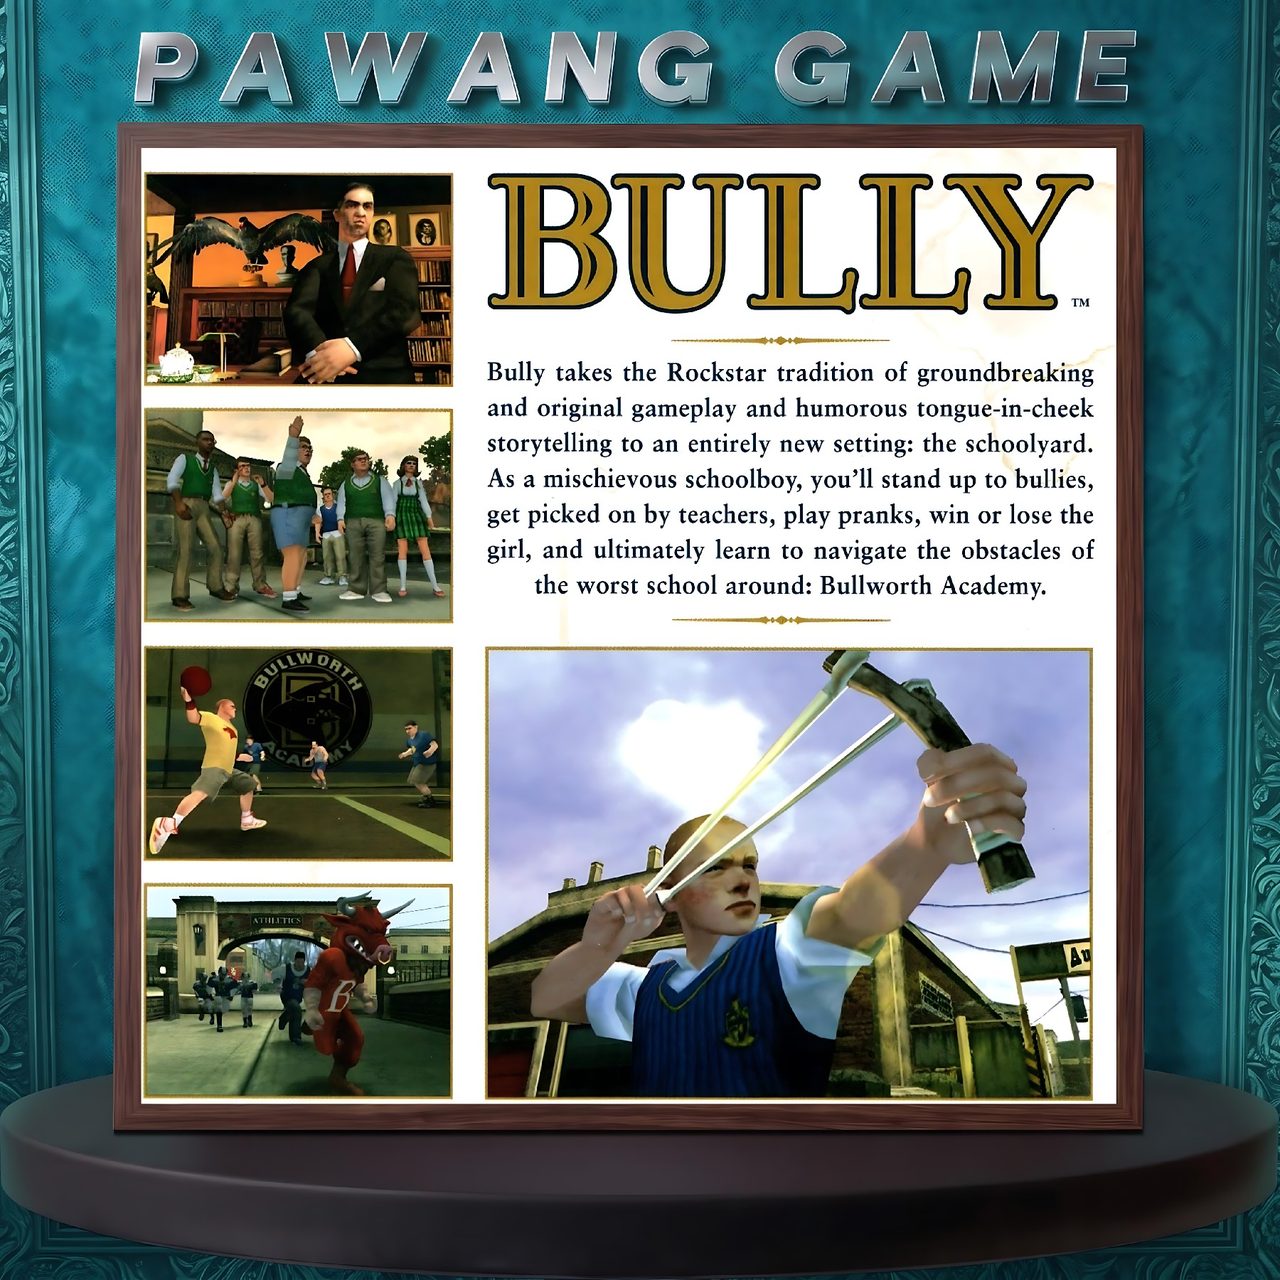 PAWANG GAME
BULLY™
Bully takes the Rockstar tradition of groundbreaking
and original gameplay and humorous tongue-in-cheek
storytelling to an entirely new setting: the schoolyard.
As a mischievous schoolboy, you’ll stand up to bullies,
get picked on by teachers, play pranks, win or lose the
girl, and ultimately learn to navigate the obstacles of
the worst school around: Bullworth Academy.
BULLWORTH
B
ACADEMY
ATHLETICS
B
Au